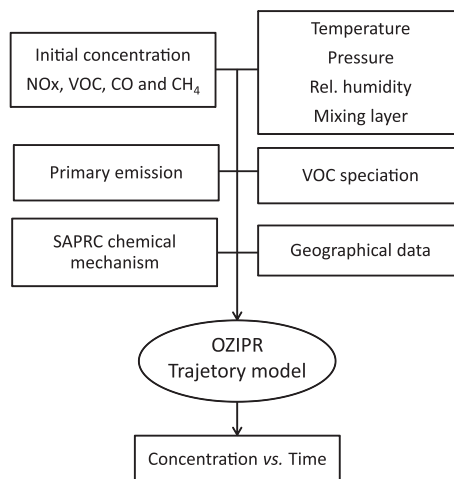 Initial concentration
NOx, VOC, CO and CH₄
Temperature
Pressure
Rel. humidity
Mixing layer
Primary emission
VOC speciation
SAPRC chemical
mechanism
Geographical data
OZIPR
Trajetory model
Concentration vs. Time